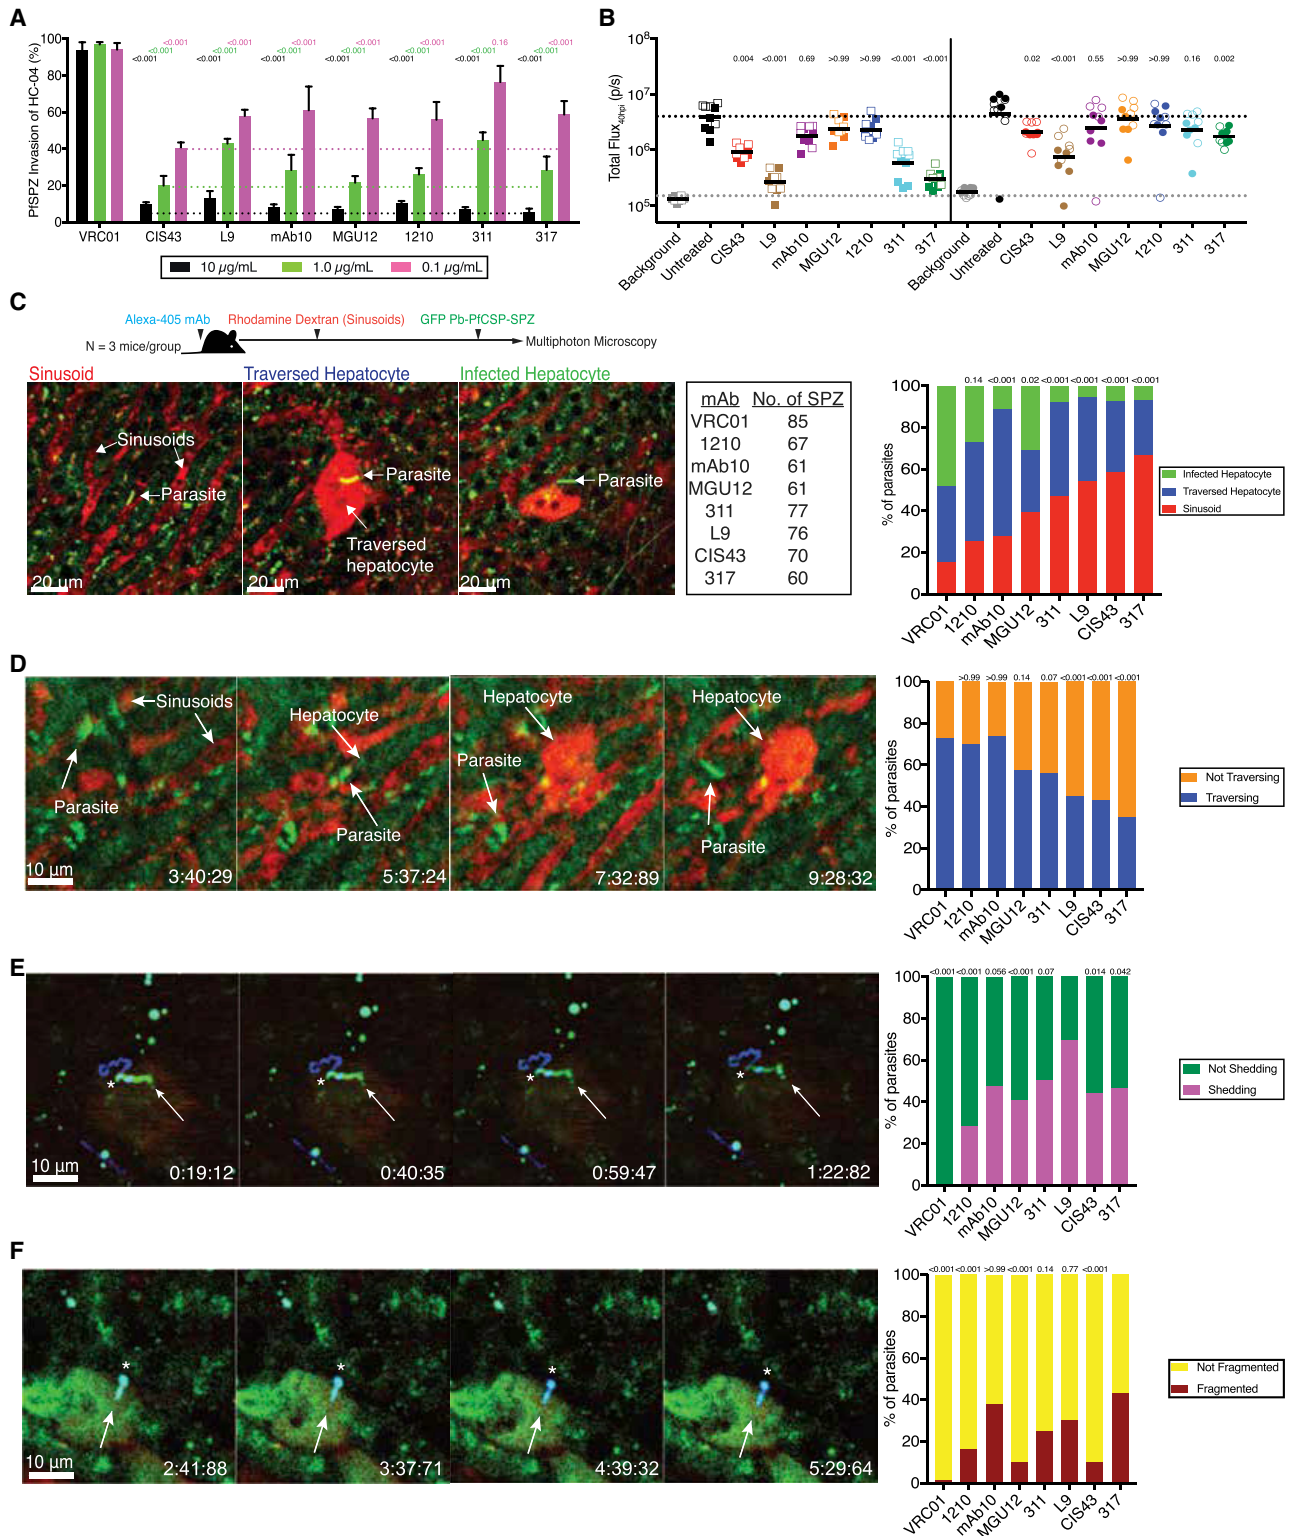 A
PfSPZ Invasion of HC-04 (%)
100
80
60
40
20
0
<0.001 <0.001 <0.001 <0.001 <0.001 0.16 <0.001
<0.001 <0.001 <0.001 <0.001 <0.001 <0.001 <0.001
<0.001 <0.001 <0.001 <0.001 <0.001 <0.001 <0.001
VRC01 CIS43 L9 mAb10 MGU12 1210 311 317
10 µg/mL 1.0 µg/mL 0.1 µg/mL
B
Total Flux40hpi (p/s)
10^8
10^7
10^6
10^5
0.004 <0.001 0.69 >0.99 >0.99 <0.001 <0.001 0.02 <0.001 0.55 >0.99 >0.99 0.16 0.002
Background Untreated CIS43 L9 mAb10 MGU12 1210 311 317 Background Untreated CIS43 L9 mAb10 MGU12 1210 311 317
C
Alexa-405 mAb Rhodamine Dextran (Sinusoids) GFP Pb-PfCSP-SPZ
N = 3 mice/group Multiphoton Microscopy
Sinusoid Traversed Hepatocyte Infected Hepatocyte
Sinusoids
Parasite
20 µm
Parasite
Traversed
hepatocyte
20 µm
Parasite
20 µm
mAb No. of SPZ
VRC01 85
1210 67
mAb10 61
MGU12 61
311 77
L9 76
CIS43 70
317 60
% of parasites
100
80
60
40
20
0
0.14 <0.001 0.02 <0.001 <0.001 <0.001 <0.001
VRC01 1210 mAb10 MGU12 311 L9 CIS43 317
Infected Hepatocyte
Traversed Hepatocyte
Sinusoid
D
Sinusoids
Parasite
10 µm
3:40:29
Hepatocyte
Parasite
5:37:24
Hepatocyte
Parasite
7:32:89
Hepatocyte
Parasite
9:28:32
% of parasites
100
80
60
40
20
0
>0.99 >0.99 0.14 0.07 <0.001 <0.001 <0.001
VRC01 1210 mAb10 MGU12 311 L9 CIS43 317
Not Traversing
Traversing
E
*
10 µm
0:19:12
*
0:40:35
*
0:59:47
*
1:22:82
% of parasites
100
80
60
40
20
0
<0.001 <0.001 0.056 <0.001 0.07 0.014 0.042
VRC01 1210 mAb10 MGU12 311 L9 CIS43 317
Not Shedding
Shedding
F
*
10 µm
2:41:88
*
3:37:71
*
4:39:32
*
5:29:64
% of parasites
100
80
60
40
20
0
<0.001 <0.001 >0.99 <0.001 0.14 0.77 <0.001
VRC01 1210 mAb10 MGU12 311 L9 CIS43 317
Not Fragmented
Fragmented